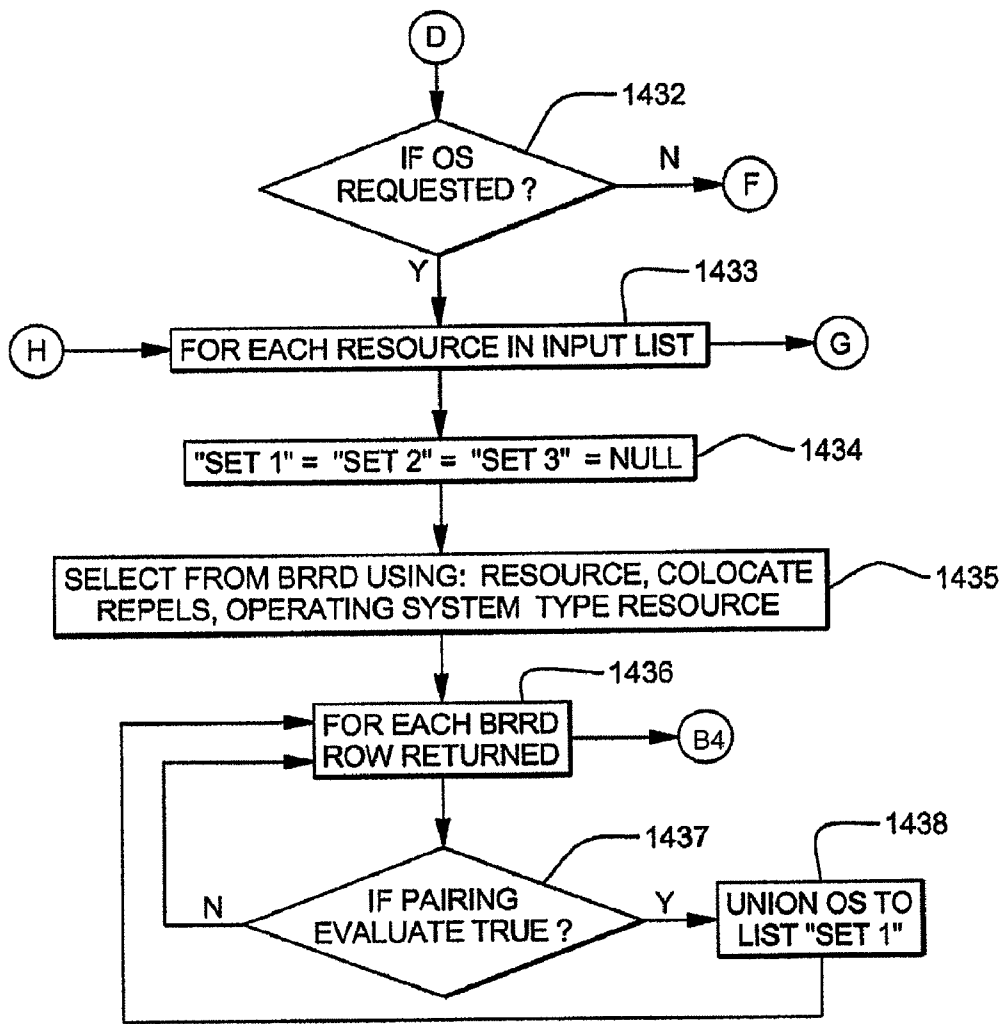 D
1432
IF OS
REQUESTED ?
N
F
Y
1433
H
FOR EACH RESOURCE IN INPUT LIST
G
"SET 1" = "SET 2" = "SET 3" = NULL
1434
SELECT FROM BRRD USING: RESOURCE, COLOCATE
REPELS, OPERATING SYSTEM TYPE RESOURCE
1435
1436
FOR EACH BRRD
ROW RETURNED
B4
1437
1438
N
IF PAIRING
EVALUATE TRUE ?
Y
UNION OS TO
LIST "SET 1"